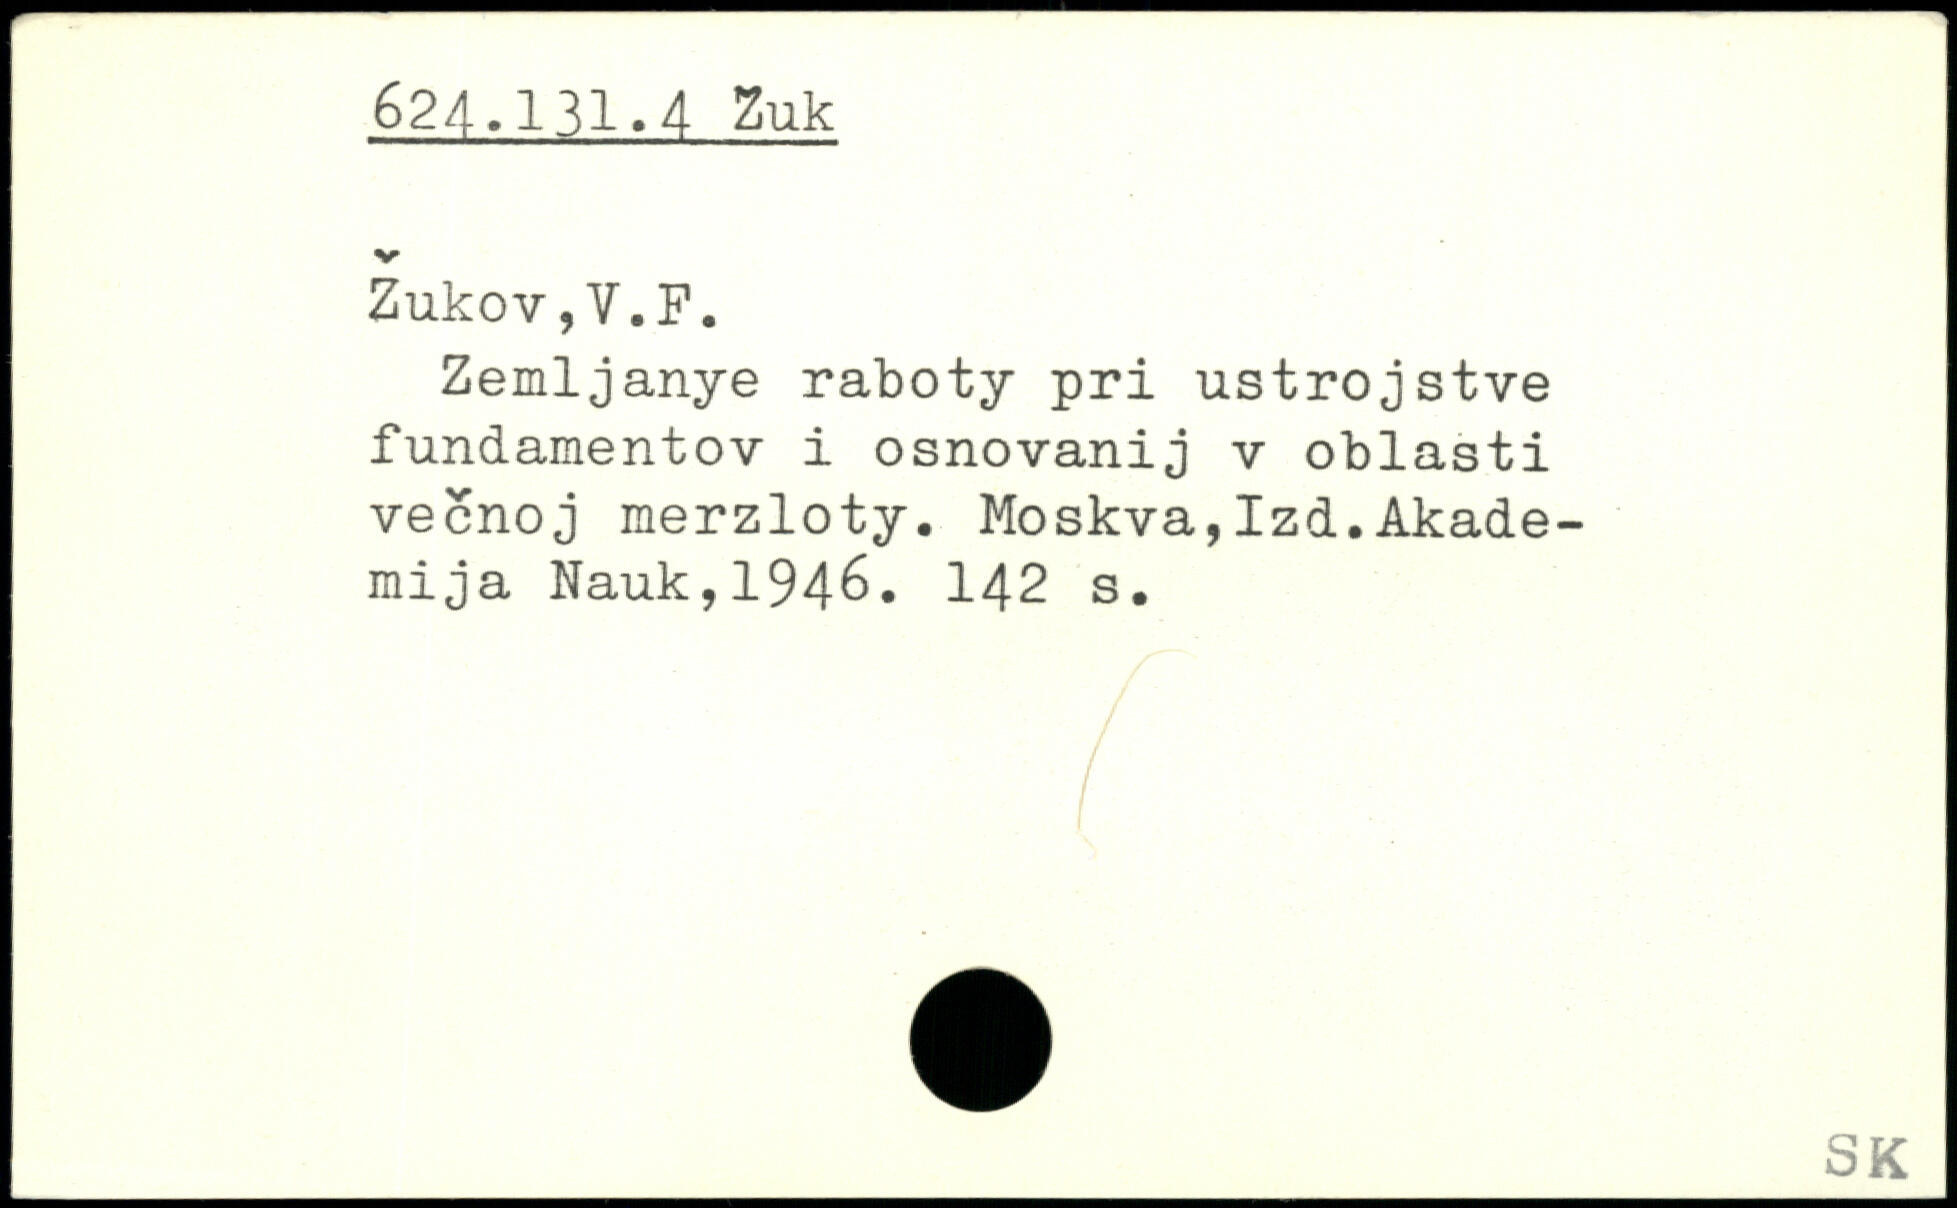 624.131.4 Žuk
Žukov,V.F.
Zemljanye raboty pri ustrojstve
fundamentov i osnovanij v oblasti
večnoj merzloty. Moskva,Izd.Akade-
mija Nauk,1946. 142 s.
SK